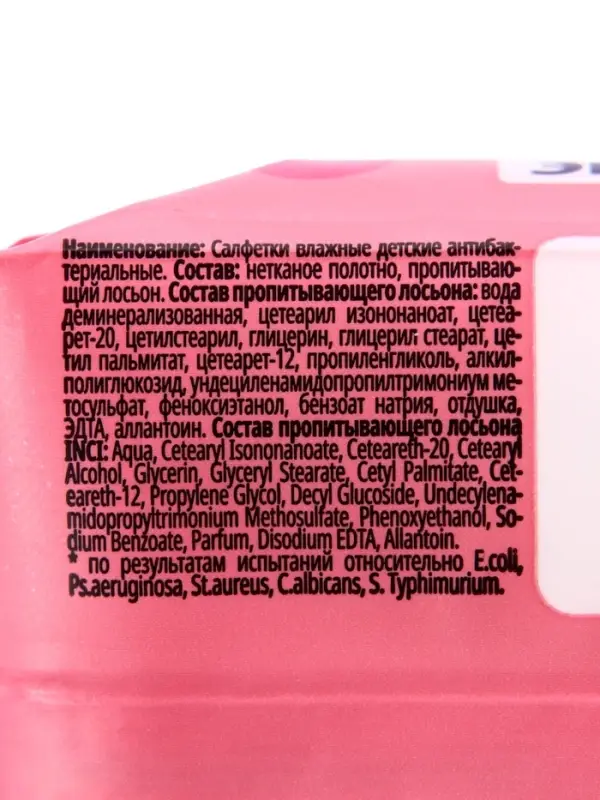 Наименование: Салфетки влажные детские антибак-
териальные. Состав: нетканое полотно, пропитываю-
щий лосьон. Состав пропитывающего лосьона: вода
деминерализованная, цетеарил изононаноат, цетеа-
рет-20, цетилстеарил, глицерин, глицерил стеарат, це-
тил пальмитат, цетеарет-12, пропиленгликоль, алкил-
полиглюкозид, ундециленамидопропилтримониум ме-
тосульфат, феноксиэтанол, бензоат натрия, отдушка,
ЭДТА, аллантоин. Состав пропитывающего лосьона
INCI: Aqua, Cetearyl Isononanoate, Ceteareth-20, Cetearyl
Alcohol, Glycerin, Glyceryl Stearate, Cetyl Palmitate, Cet-
eareth-12, Propylene Glycol, Decyl Glucoside, Undecylena-
midopropyltrimonium Methosulfate, Phenoxyethanol, So-
dium Benzoate, Parfum, Disodium EDTA, Allantoin.
* по результатам испытаний относительно E.coli,
Ps.aeruginosa, St.aureus, C.albicans, S. Typhimurium.